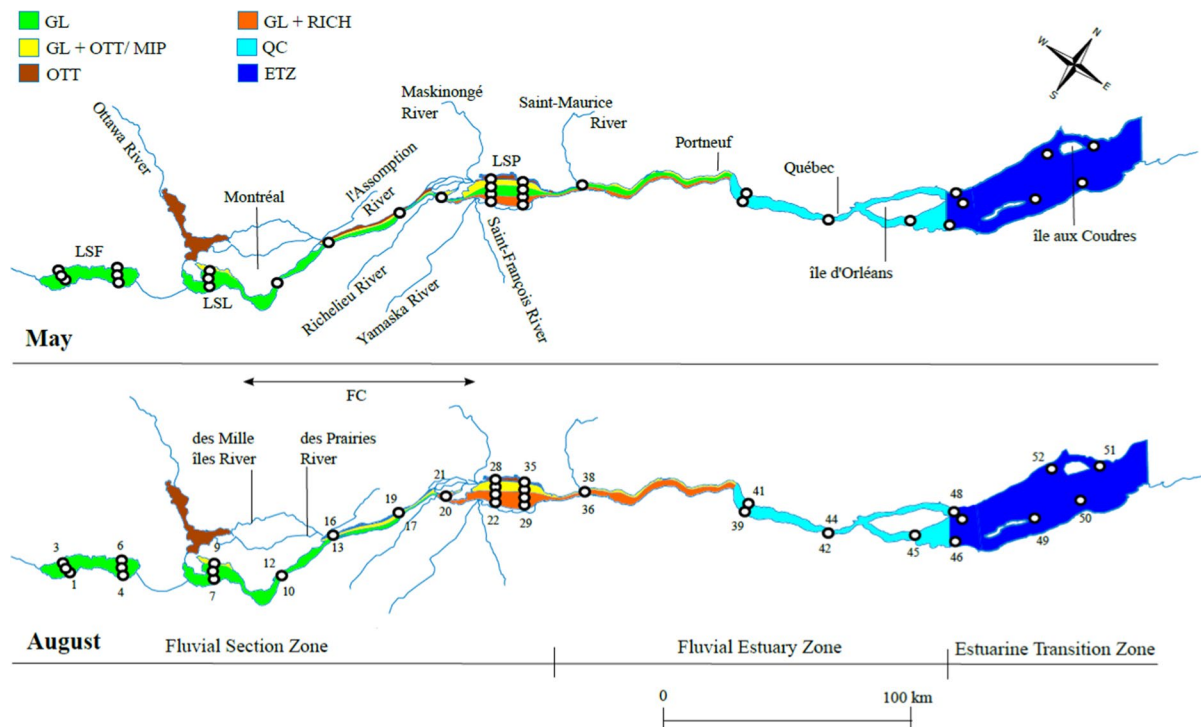 GL
GL + OTT/ MIP
OTT
GL + RICH
QC
ETZ
N
W
E
S
Ottawa River
Montréal
l'Assomption
River
Maskinongé
River
LSP
Saint-Maurice
River
Portneuf
Québec
LSF
LSL
Richelieu River
Yamaska River
Saint-François River
île d'Orléans
île aux Coudres
May
FC
des Mille
îles River
des Prairies
River
3
1
6
4
9
7
12
10
16
13
19
17
21
20
28
22
35
29
38
36
41
39
44
42
45
48
46
52
51
50
49
August
Fluvial Section Zone
Fluvial Estuary Zone
Estuarine Transition Zone
0
100 km